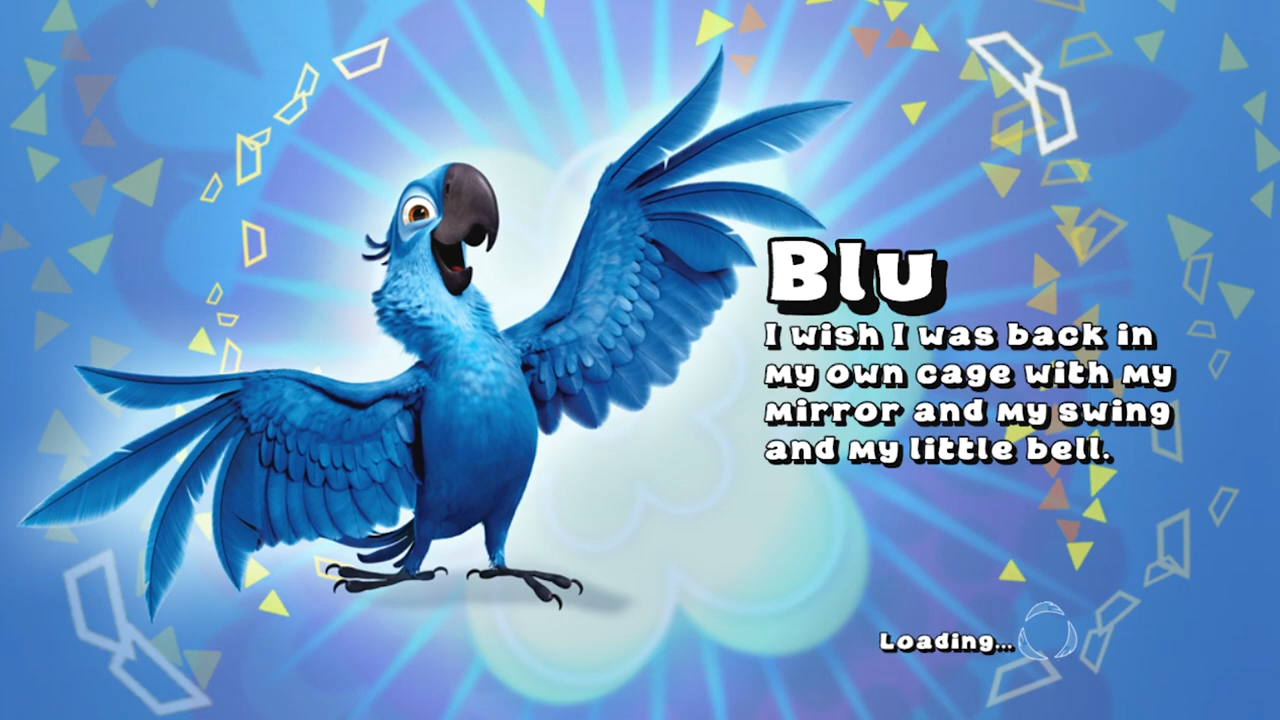 Blu
I wish I was back in
my own cage with my
mirror and my swing
and my little bell.
Loading...